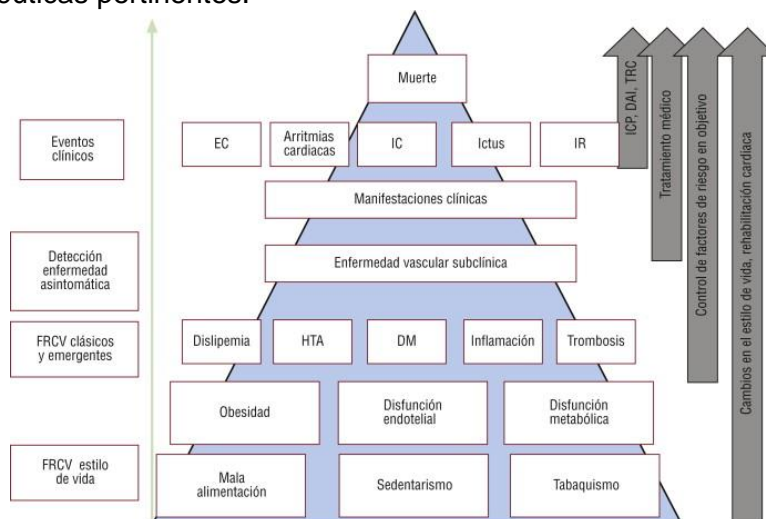 éuticas pertinentes.
Muerte
Eventos
clínicos
EC
Arritmias
cardiacas
IC
Ictus
IR
Manifestaciones clínicas
Detección
enfermedad
asintomática
Enfermedad vascular subclínica
FRCV clásicos
y emergentes
Dislipemia
HTA
DM
Inflamación
Trombosis
Obesidad
Disfunción
endotelial
Disfunción
metabólica
FRCV estilo
de vida
Mala
alimentación
Sedentarismo
Tabaquismo
ICP, DAI, TRC
Tratamiento médico
Control de factores de riesgo en objetivo
Cambios en el estilo de vida, rehabilitación cardiaca